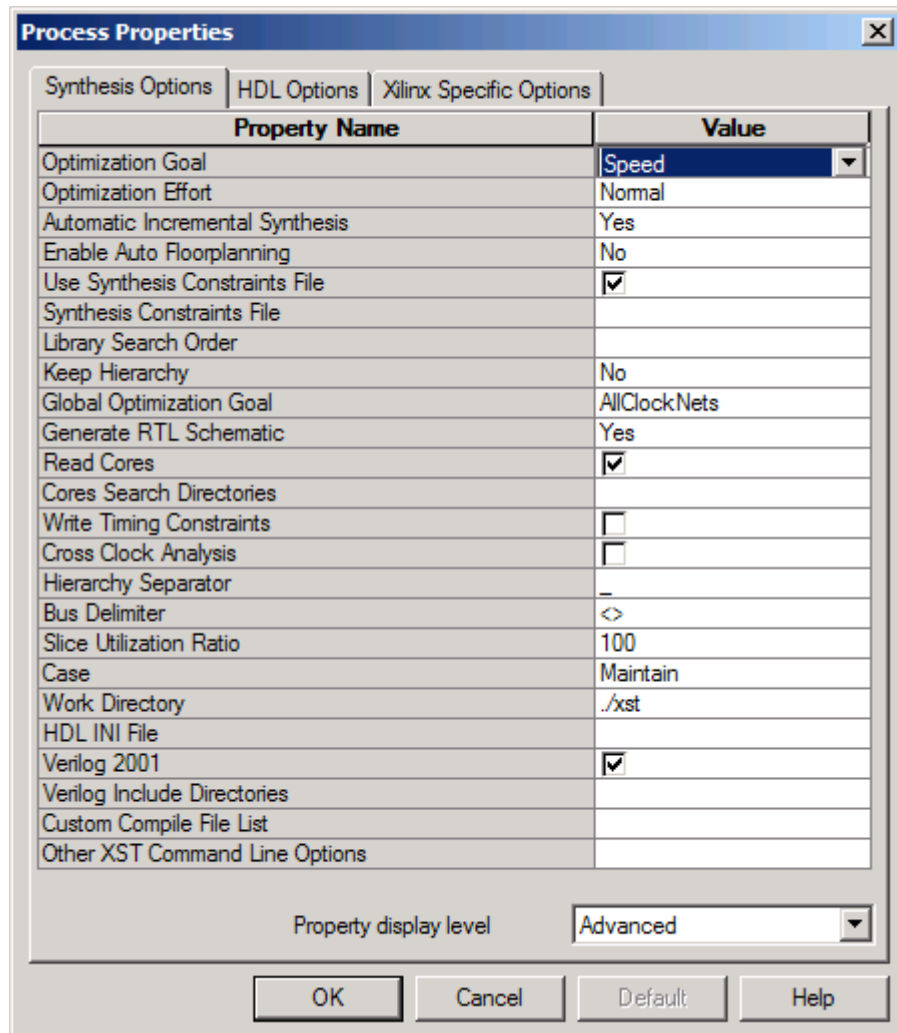 Process Properties
Synthesis Options HDL Options Xilinx Specific Options
Property Name Value
Optimization Goal Speed
Optimization Effort Normal
Automatic Incremental Synthesis Yes
Enable Auto Floorplanning No
Use Synthesis Constraints File
Synthesis Constraints File
Library Search Order
Keep Hierarchy No
Global Optimization Goal AllClockNets
Generate RTL Schematic Yes
Read Cores
Cores Search Directories
Write Timing Constraints
Cross Clock Analysis
Hierarchy Separator _
Bus Delimiter <>
Slice Utilization Ratio 100
Case Maintain
Work Directory ./xst
HDL INI File
Verilog 2001
Verilog Include Directories
Custom Compile File List
Other XST Command Line Options
Property display level Advanced
OK Cancel Default Help